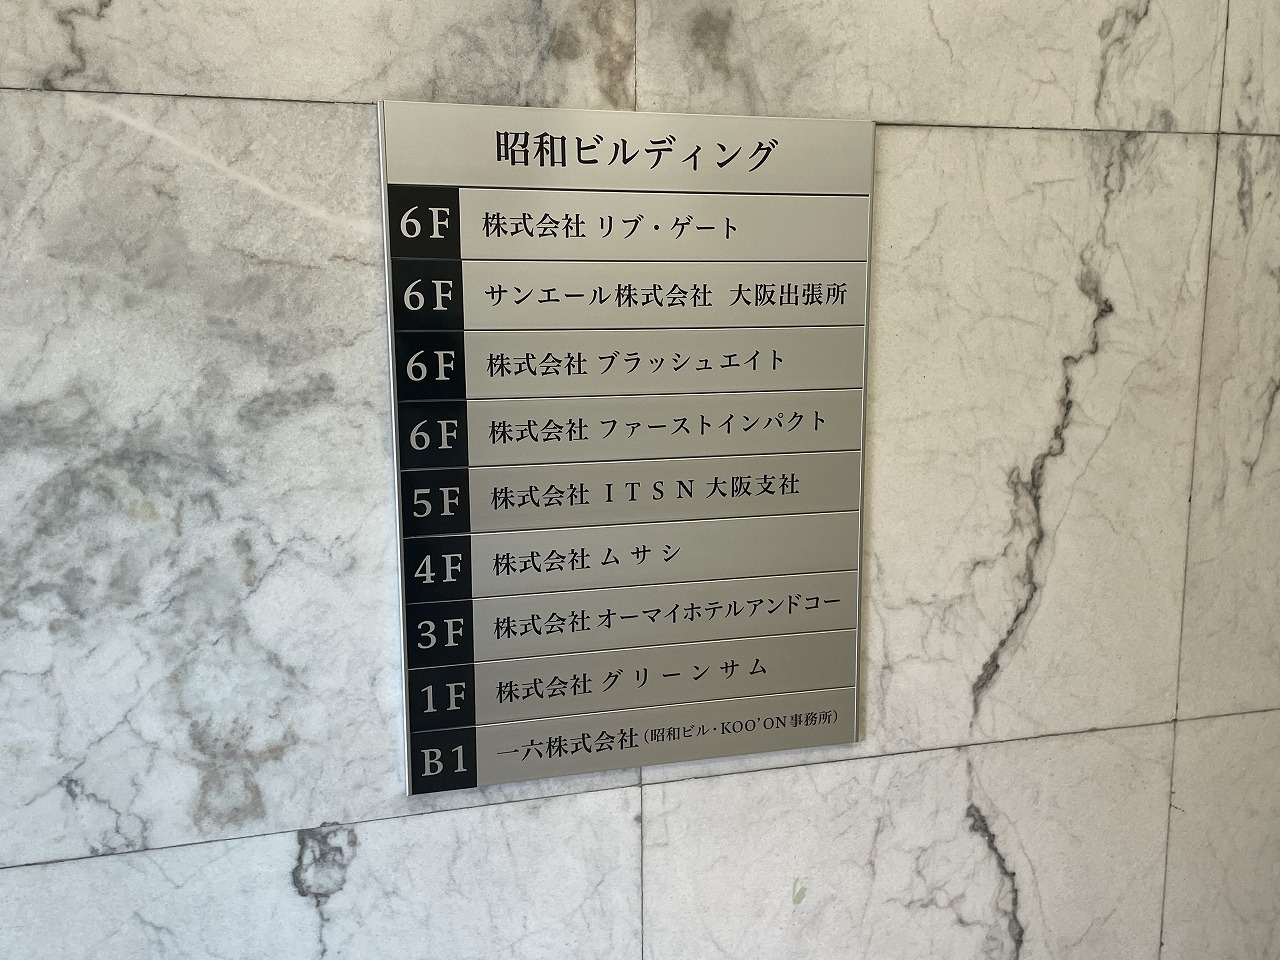 昭和ビルディング
6F 株式会社 リブ・ゲート
6F サンエール株式会社 大阪出張所
6F 株式会社 ブラッシュエイト
6F 株式会社 ファーストインパクト
5F 株式会社 ITSN 大阪支社
4F 株式会社 ムサシ
3F 株式会社 オーマイホテルアンドコー
1F 株式会社 グリーンサム
B1 一六株式会社(昭和ビル・KOO'ON事務所)